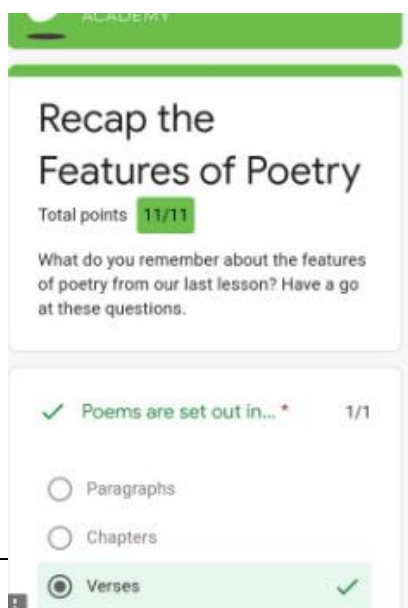 ACADEMY
Recap the
Features of Poetry
Total points 11/11
What do you remember about the features
of poetry from our last lesson? Have a go
at these questions.
Poems are set out in... * 1/1
Paragraphs
Chapters
Verses